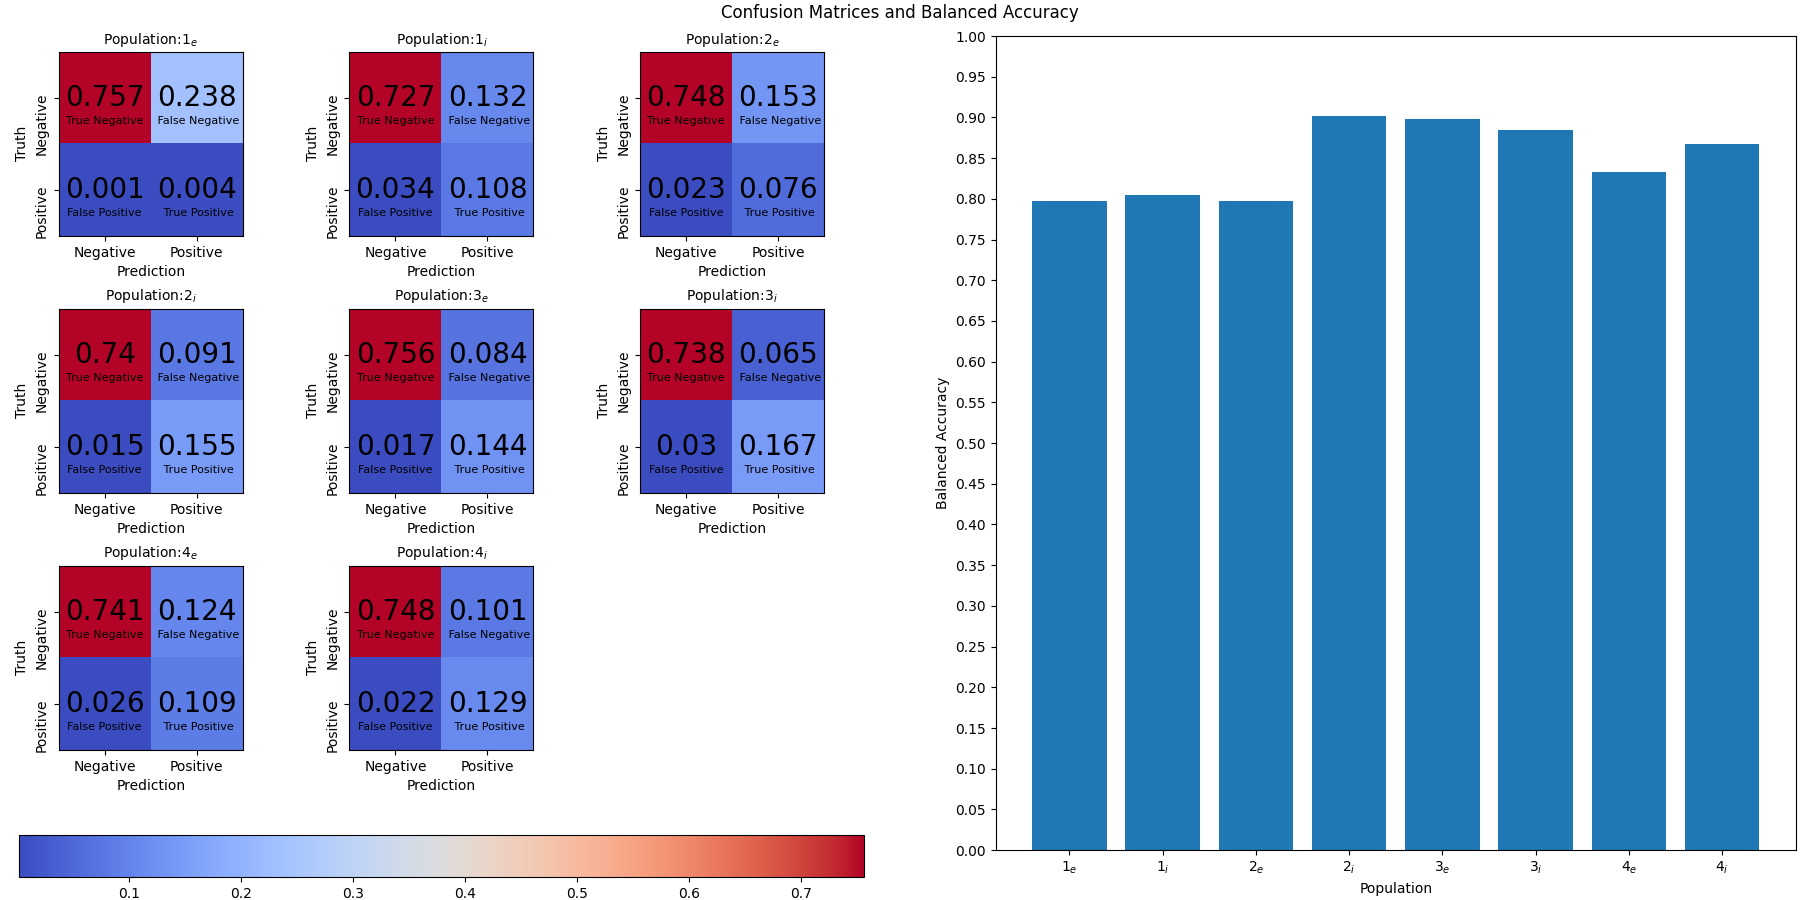 Confusion Matrices and Balanced Accuracy
Population:1e
Truth
Negative
Positive
0.757
True Negative
0.238
False Negative
0.001
False Positive
0.004
True Positive
Negative
Positive
Prediction
Population:1i
Truth
Negative
Positive
0.727
True Negative
0.132
False Negative
0.034
False Positive
0.108
True Positive
Negative
Positive
Prediction
Population:2e
Truth
Negative
Positive
0.748
True Negative
0.153
False Negative
0.023
False Positive
0.076
True Positive
Negative
Positive
Prediction
Population:2i
Truth
Negative
Positive
0.74
True Negative
0.091
False Negative
0.015
False Positive
0.155
True Positive
Negative
Positive
Prediction
Population:3e
Truth
Negative
Positive
0.756
True Negative
0.084
False Negative
0.017
False Positive
0.144
True Positive
Negative
Positive
Prediction
Population:3i
Truth
Negative
Positive
0.738
True Negative
0.065
False Negative
0.03
False Positive
0.167
True Positive
Negative
Positive
Prediction
Population:4e
Truth
Negative
Positive
0.741
True Negative
0.124
False Negative
0.026
False Positive
0.109
True Positive
Negative
Positive
Prediction
Population:4i
Truth
Negative
Positive
0.748
True Negative
0.101
False Negative
0.022
False Positive
0.129
True Positive
Negative
Positive
Prediction
0.1 0.2 0.3 0.4 0.5 0.6 0.7
Balanced Accuracy
1.00
0.95
0.90
0.85
0.80
0.75
0.70
0.65
0.60
0.55
0.50
0.45
0.40
0.35
0.30
0.25
0.20
0.15
0.10
0.05
0.00
1e 1i 2e 2i 3e 3i 4e 4i
Population